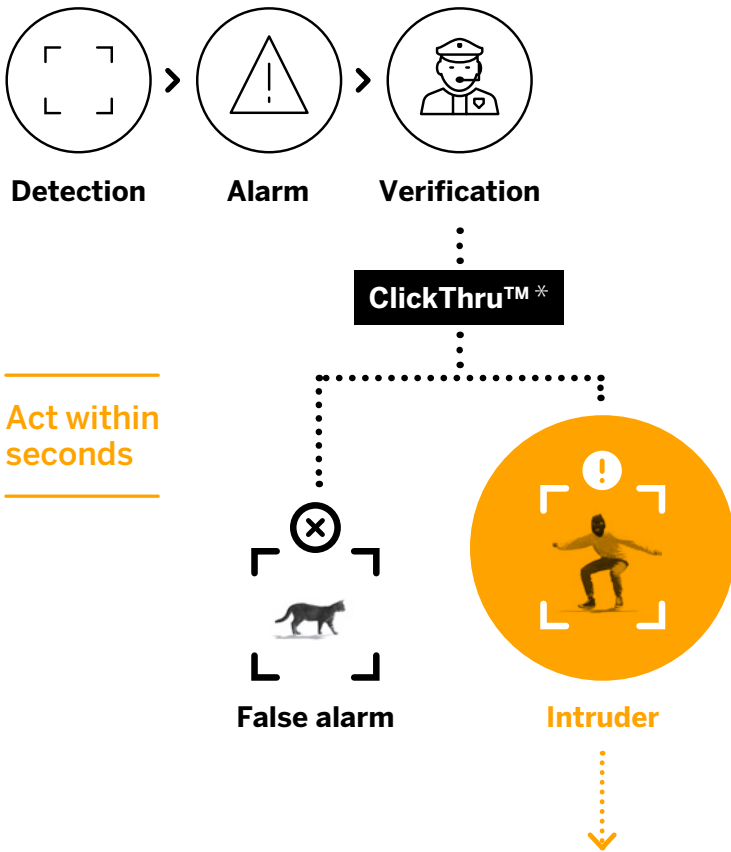 Detection
Alarm
Verification
ClickThru™ *
Act within
seconds
False alarm
Intruder